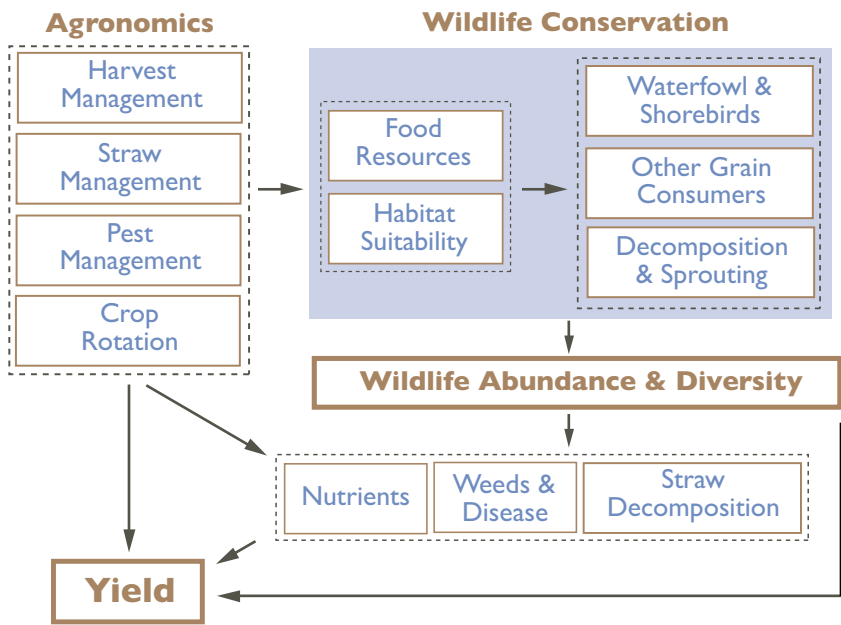 Agronomics
Harvest
Management
Straw
Management
Pest
Management
Crop
Rotation
Wildlife Conservation
Food
Resources
Habitat
Suitability
Waterfowl &
Shorebirds
Other Grain
Consumers
Decomposition
& Sprouting
Wildlife Abundance & Diversity
Nutrients
Weeds &
Disease
Straw
Decomposition
Yield